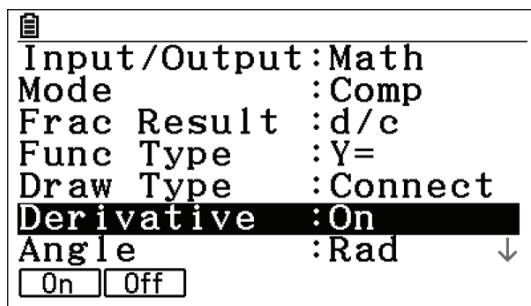 Input/Output:Math
Mode :Comp
Frac Result :d/c
Func Type :Y=
Draw Type :Connect
Derivative :On
Angle :Rad ↓
On Off